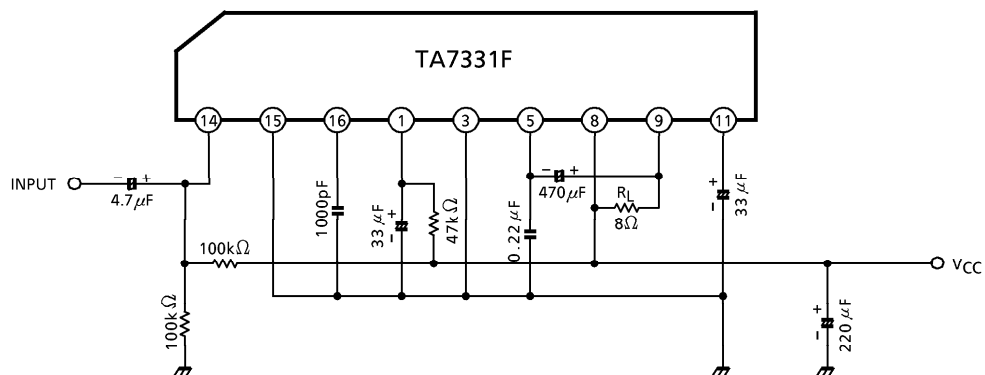 TA7331F
14 15 16 1 3 5 8 9 11
INPUT
- +
4.7μF
1000pF
33μF
+
-
47kΩ
0.22μF
- +
470μF
RL
8Ω
+
-
33μF
100kΩ
VCC
100kΩ
+
-
220μF